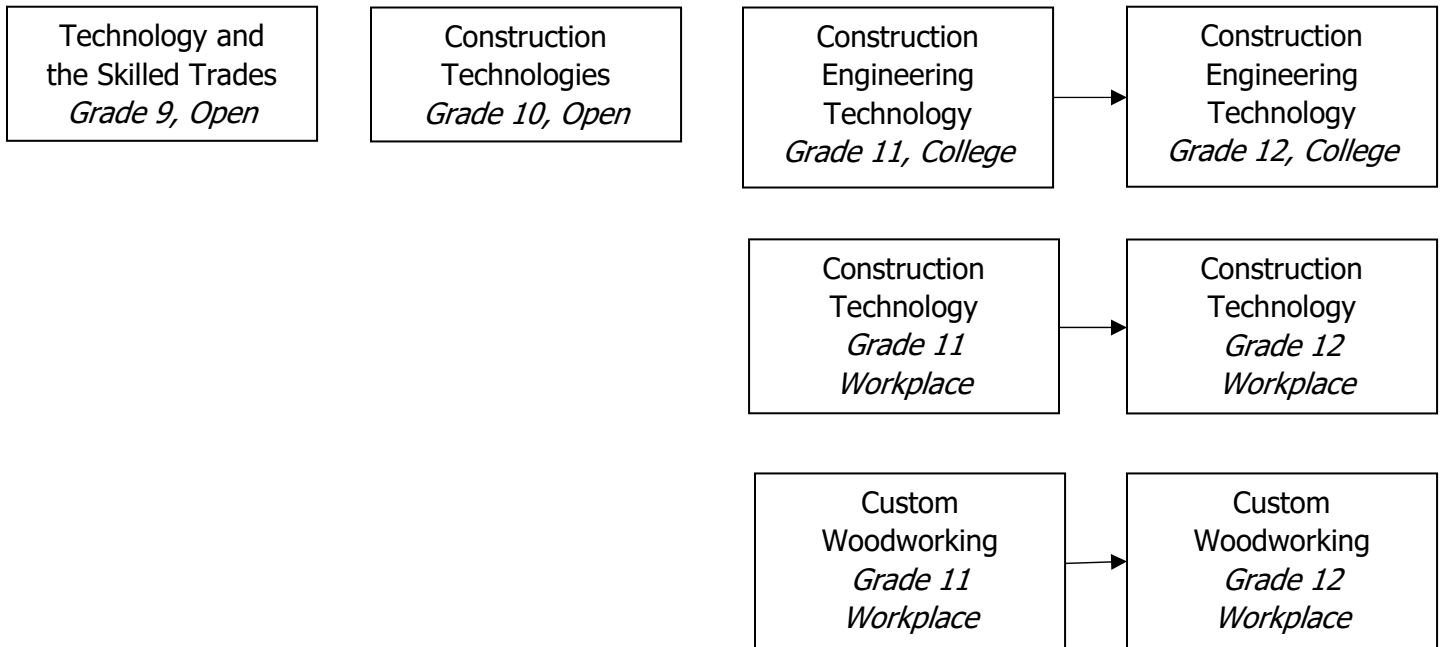 Technology and
the Skilled Trades
Grade 9, Open
Construction
Technologies
Grade 10, Open
Construction
Engineering
Technology
Grade 11, College
Construction
Engineering
Technology
Grade 12, College
Construction
Technology
Grade 11
Workplace
Construction
Technology
Grade 12
Workplace
Custom
Woodworking
Grade 11
Workplace
Custom
Woodworking
Grade 12
Workplace